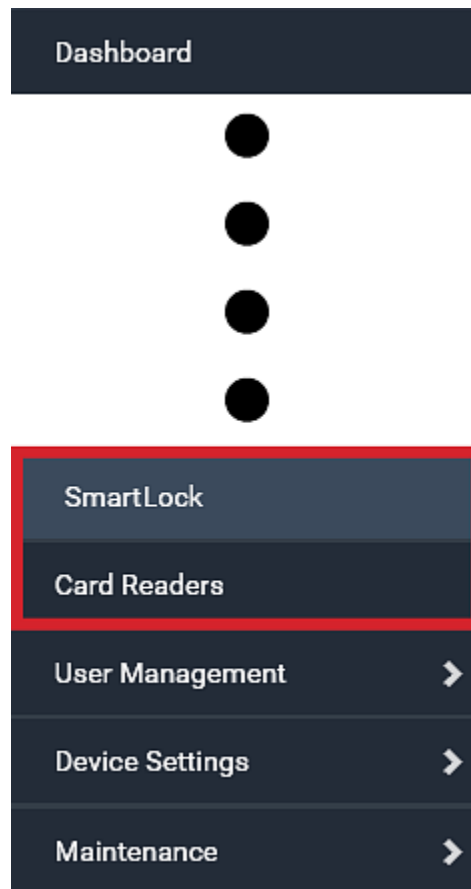 Dashboard
SmartLock
Card Readers
User Management
Device Settings
Maintenance